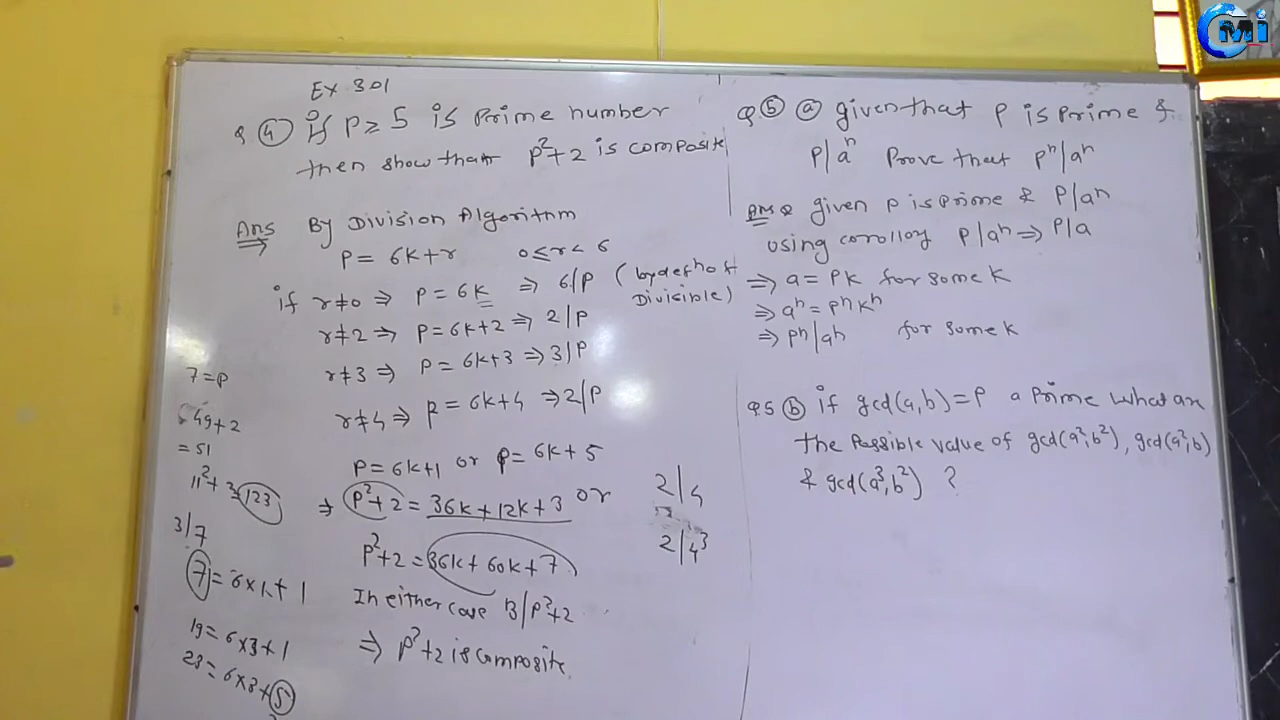 CMi
Ex 3.1
Q (4) if P ≥ 5 is prime number
then show that P²+2 is composite
Ans By Division Algorithm
P = 6k+r 0 ≤ r < 6
if r≠0 ⇒ P = 6k ⇒ 6/P (by defⁿ of Divisible)
r≠2 ⇒ P = 6k+2 ⇒ 2/P
r≠3 ⇒ P = 6k+3 ⇒ 3/P
r≠4 ⇒ P = 6k+4 ⇒ 2/P
P = 6k+1 or P = 6k+5
⇒ P²+2 = 36k+12k+3 or
P²+2 = 36k+60k+7
In either case 3/P²+2
⇒ P²+2 is composite
7 = P
49+2
= 51
123
3/7
7 = 6×1+1
19 = 6×3+1
23 = 6×3+5
2/4
2/4³
Q (5) (a) given that P is prime &
P/aⁿ Prove that Pⁿ/aⁿ
Ans given P is prime & P/aⁿ
using corollory P/aⁿ ⇒ P/a
⇒ a = Pk for some k
⇒ aⁿ = Pⁿkⁿ
⇒ Pⁿ/aⁿ for some k
Q.5 (b) if gcd(a,b) = P a Prime what are
the Possible value of gcd(a²,b²), gcd(a²,b)
& gcd(a³,b²) ?